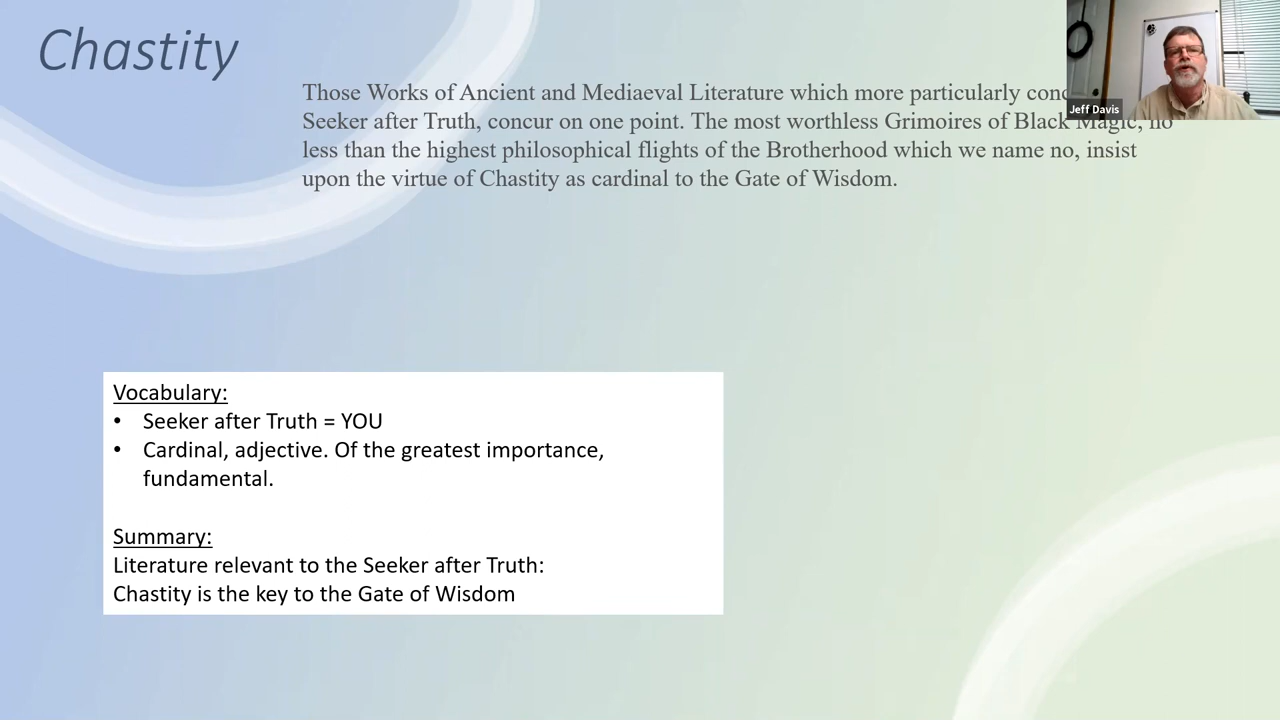 Chastity
Those Works of Ancient and Mediaeval Literature which more particularly
Seeker after Truth, concur on one point. The most worthless Grimoires of Black Magic, no
less than the highest philosophical flights of the Brotherhood which we name no, insist
upon the virtue of Chastity as cardinal to the Gate of Wisdom.
Jeff Davis
Vocabulary:
• Seeker after Truth = YOU
• Cardinal, adjective. Of the greatest importance,
fundamental.
Summary:
Literature relevant to the Seeker after Truth:
Chastity is the key to the Gate of Wisdom